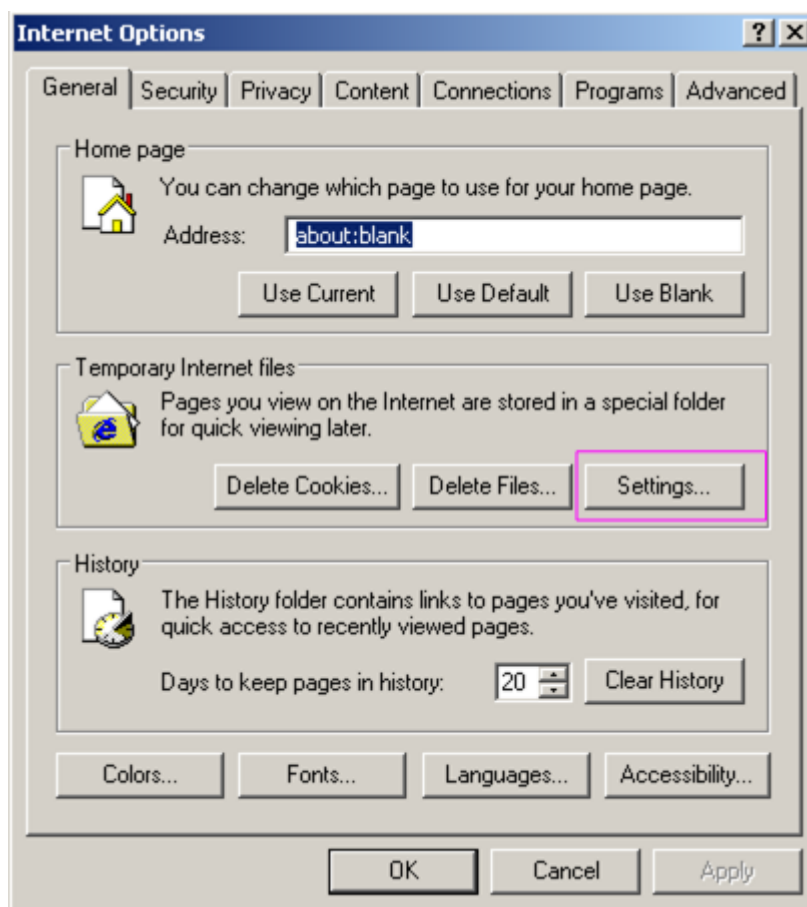 Internet Options
General Security Privacy Content Connections Programs Advanced
Home page
You can change which page to use for your home page.
Address: about:blank
Use Current Use Default Use Blank
Temporary Internet files
Pages you view on the Internet are stored in a special folder
for quick viewing later.
Delete Cookies... Delete Files... Settings...
History
The History folder contains links to pages you've visited, for
quick access to recently viewed pages.
Days to keep pages in history: 20 Clear History
Colors... Fonts... Languages... Accessibility...
OK Cancel Apply